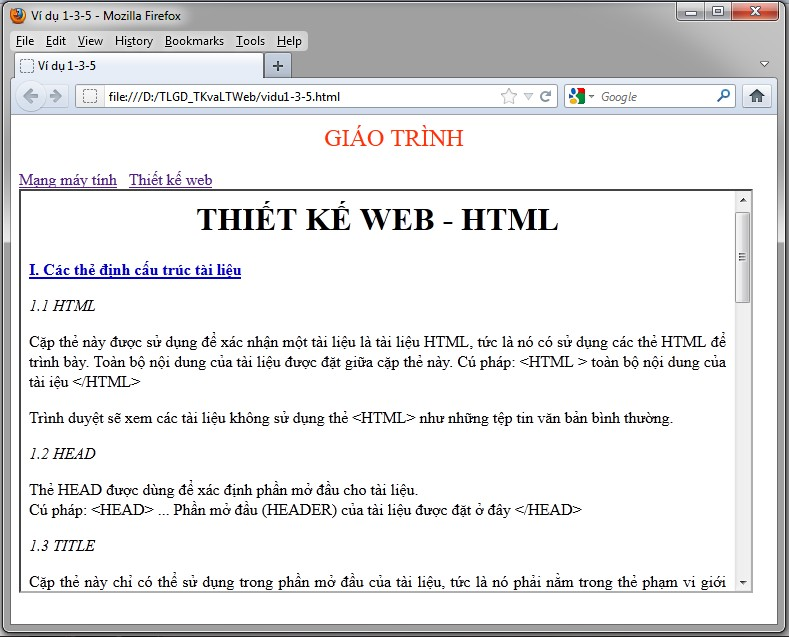 Ví dụ 1-3-5 - Mozilla Firefox
File Edit View History Bookmarks Tools Help
Ví dụ 1-3-5
file:///D:/TLGD_TKvaLTWeb/vidu1-3-5.html Google
GIÁO TRÌNH
Mạng máy tính Thiết kế web
THIẾT KẾ WEB - HTML
I. Các thẻ định cấu trúc tài liệu
1.1 HTML
Cặp thẻ này được sử dụng để xác nhận một tài liệu là tài liệu HTML, tức là nó có sử dụng các thẻ HTML để
trình bày. Toàn bộ nội dung của tài liệu được đặt giữa cặp thẻ này. Cú pháp: <HTML > toàn bộ nội dung của
tài iệu </HTML>
Trình duyệt sẽ xem các tài liệu không sử dụng thẻ <HTML> như những tệp tin văn bản bình thường.
1.2 HEAD
Thẻ HEAD được dùng để xác định phần mở đầu cho tài liệu.
Cú pháp: <HEAD> ... Phần mở đầu (HEADER) của tài liệu được đặt ở đây </HEAD>
1.3 TITLE
Cặp thẻ này chỉ có thể sử dụng trong phần mở đầu của tài liệu, tức là nó phải nằm trong thẻ phạm vi giới